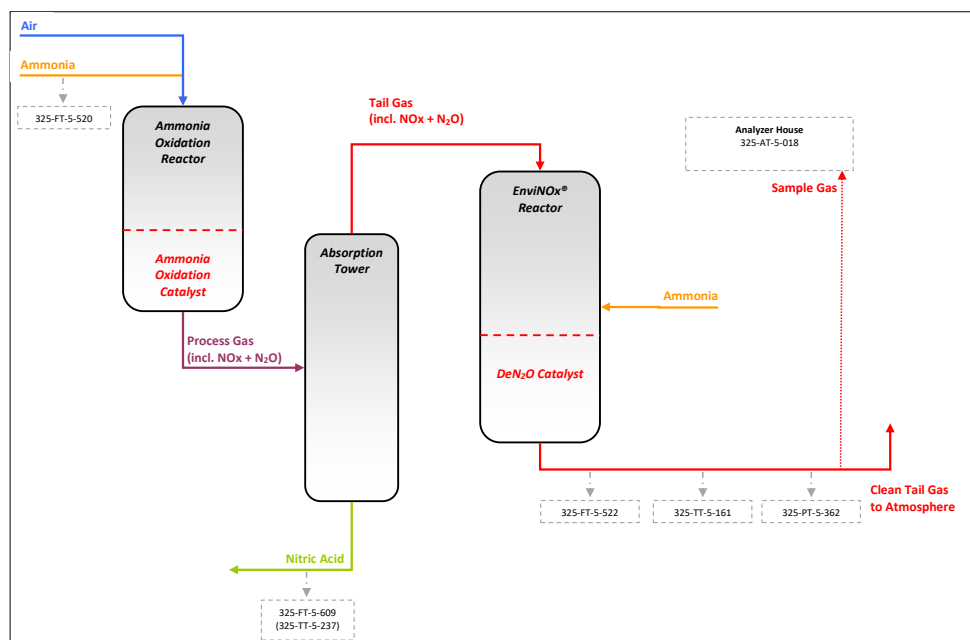 Air
Ammonia
325-FT-5-520
Ammonia
Oxidation
Reactor
Ammonia
Oxidation
Catalyst
Process Gas
(incl. NOx + N₂O)
Tail Gas
(incl. NOx + N₂O)
Absorption
Tower
EnviNOx®
Reactor
Ammonia
DeN₂O Catalyst
Analyzer House
325-AT-5-018
Sample Gas
Clean Tail Gas
to Atmosphere
325-FT-5-522
325-TT-5-161
325-PT-5-362
Nitric Acid
325-FT-5-609
(325-TT-5-237)